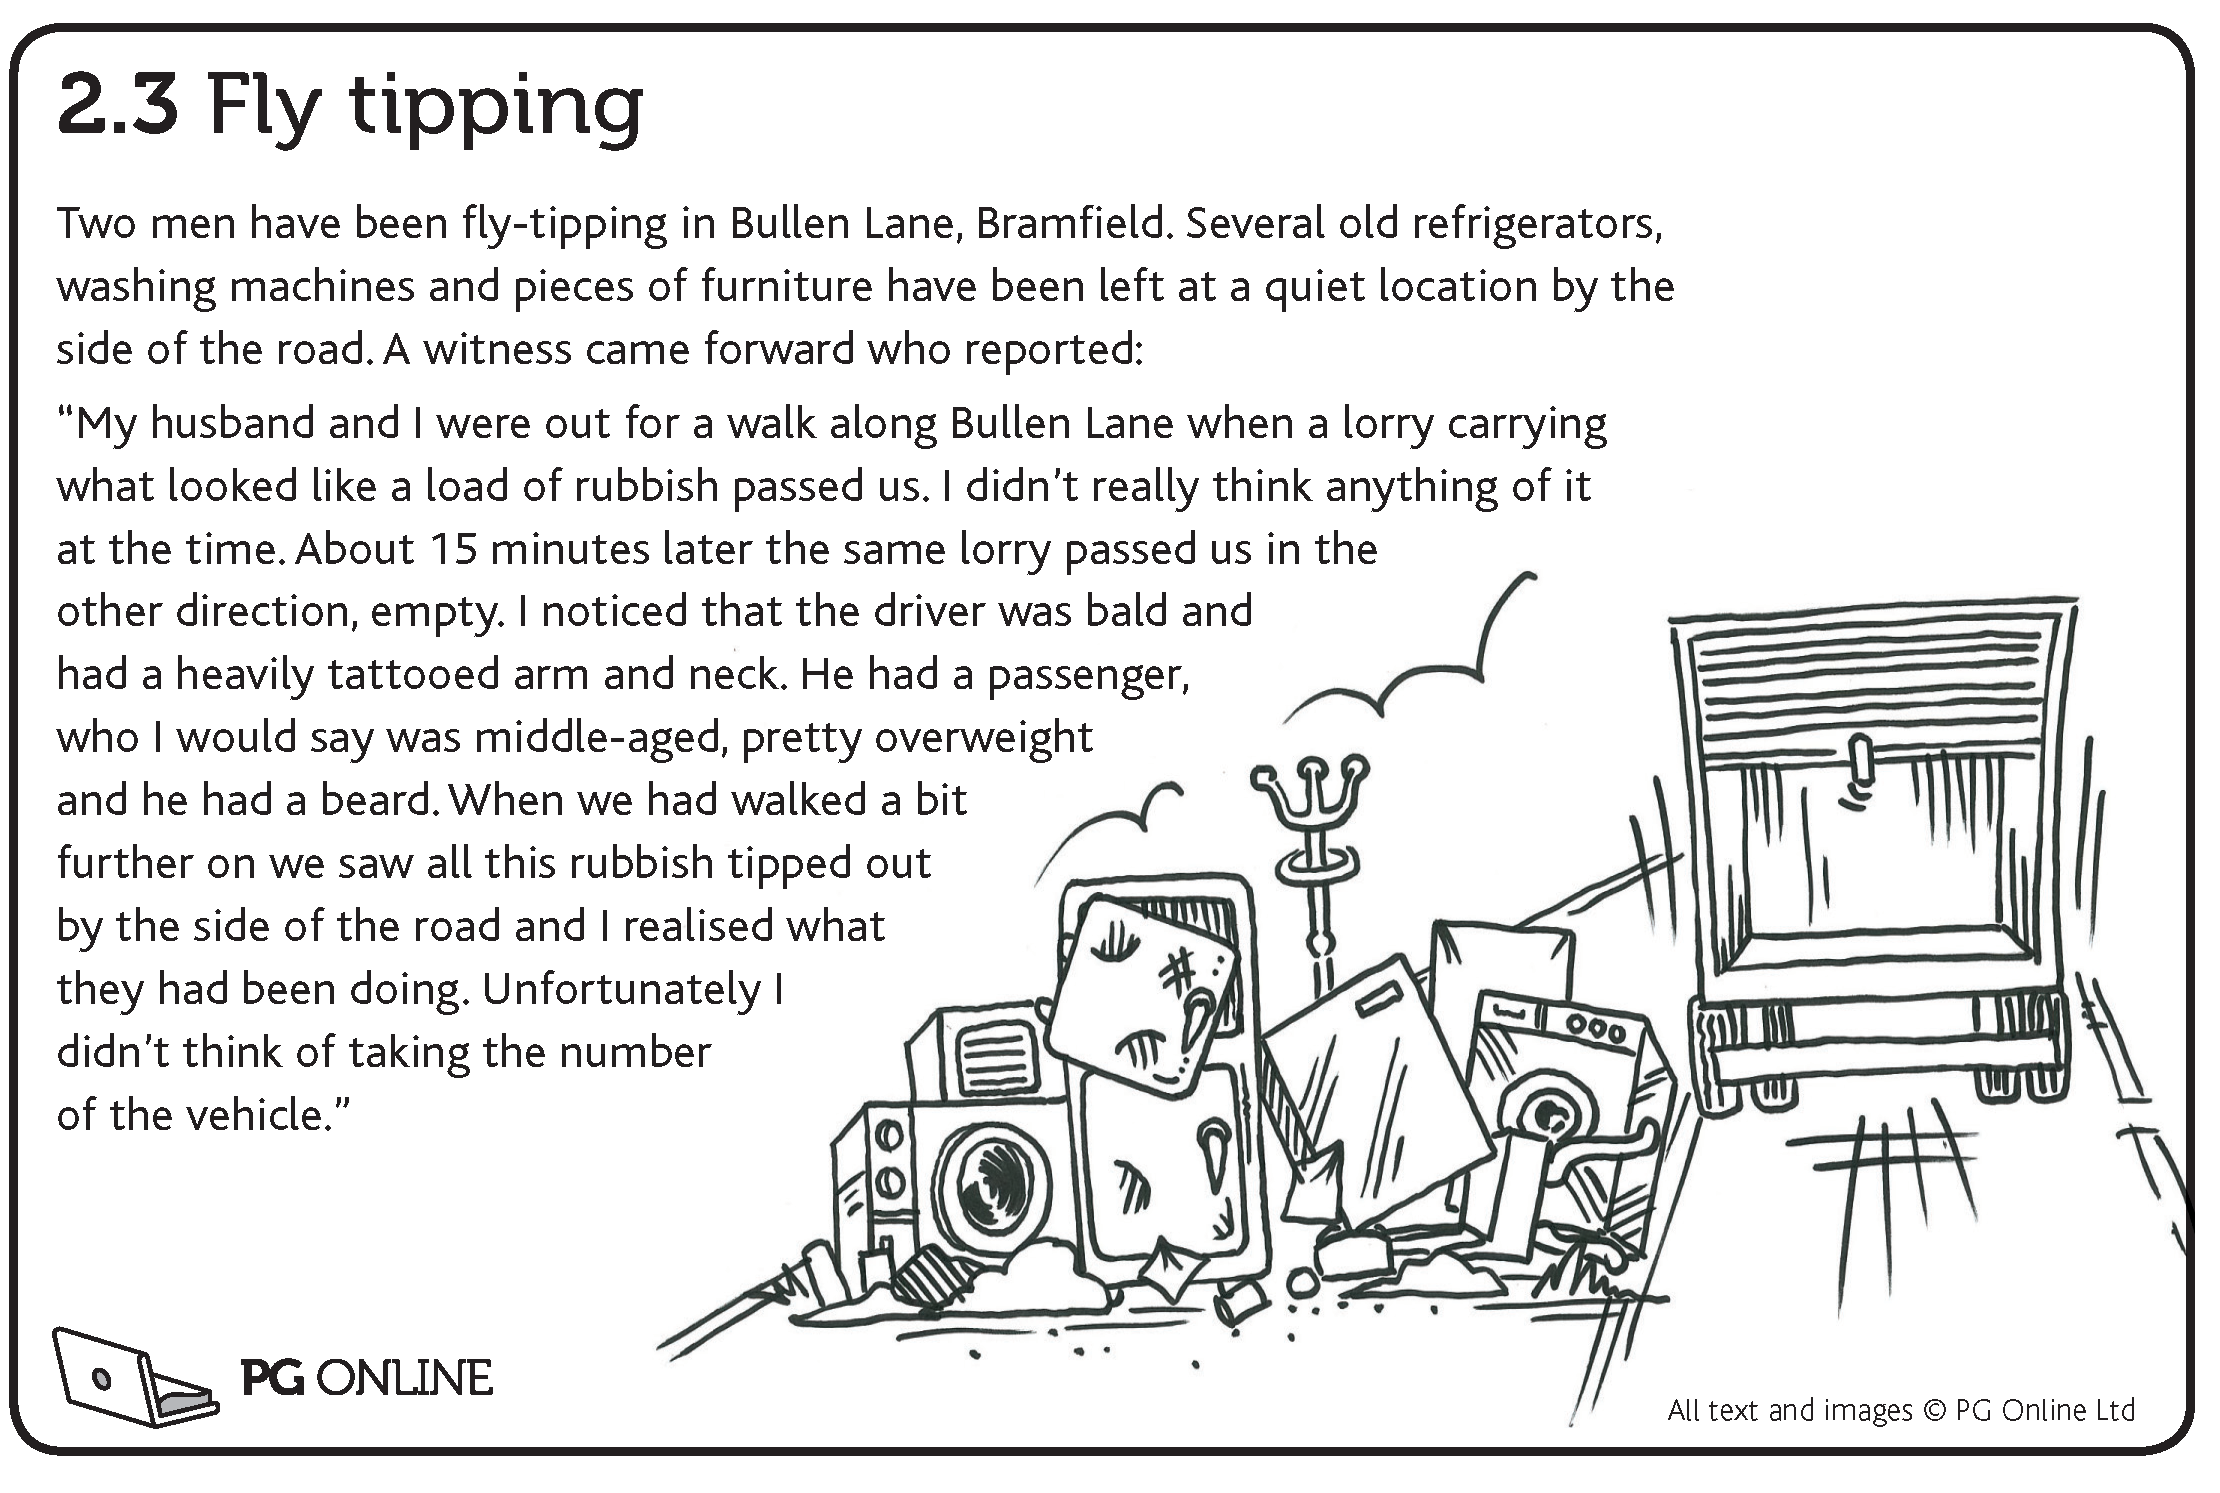 2.3 Fly tipping
Two men have been fly-tipping in Bullen Lane, Bramfield. Several old refrigerators,
washing machines and pieces of furniture have been left at a quiet location by the
side of the road. A witness came forward who reported:
“My husband and I were out for a walk along Bullen Lane when a lorry carrying
what looked like a load of rubbish passed us. I didn’t really think anything of it
at the time. About 15 minutes later the same lorry passed us in the
other direction, empty. I noticed that the driver was bald and
had a heavily tattooed arm and neck. He had a passenger,
who I would say was middle-aged, pretty overweight
and he had a beard. When we had walked a bit
further on we saw all this rubbish tipped out
by the side of the road and I realised what
they had been doing. Unfortunately I
didn’t think of taking the number
of the vehicle.”
PG ONLINE
All text and images © PG Online Ltd